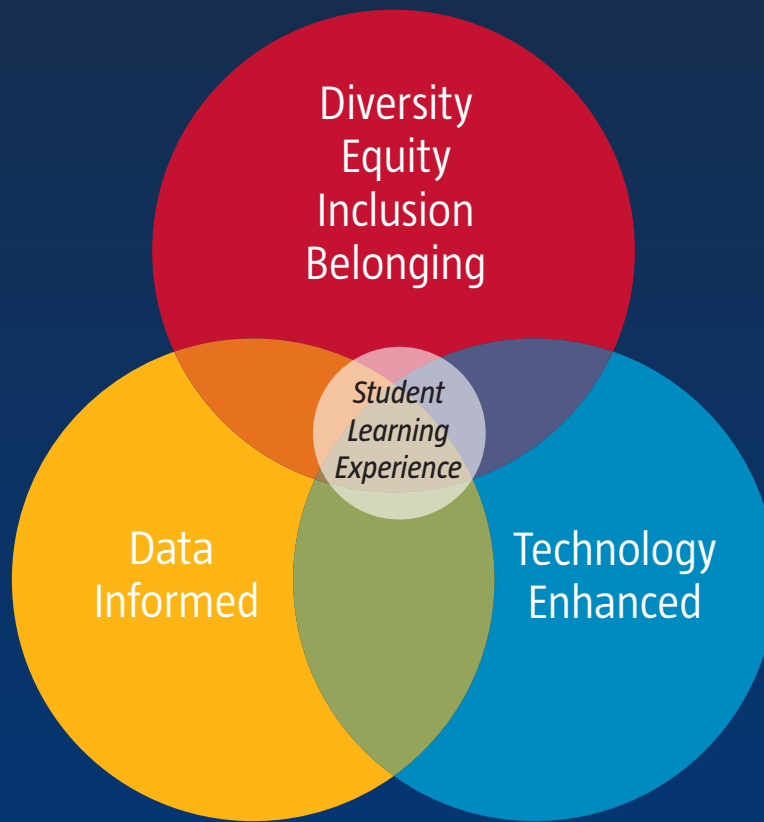 Diversity
Equity
Inclusion
Belonging
Student
Learning
Experience
Data
Informed
Technology
Enhanced